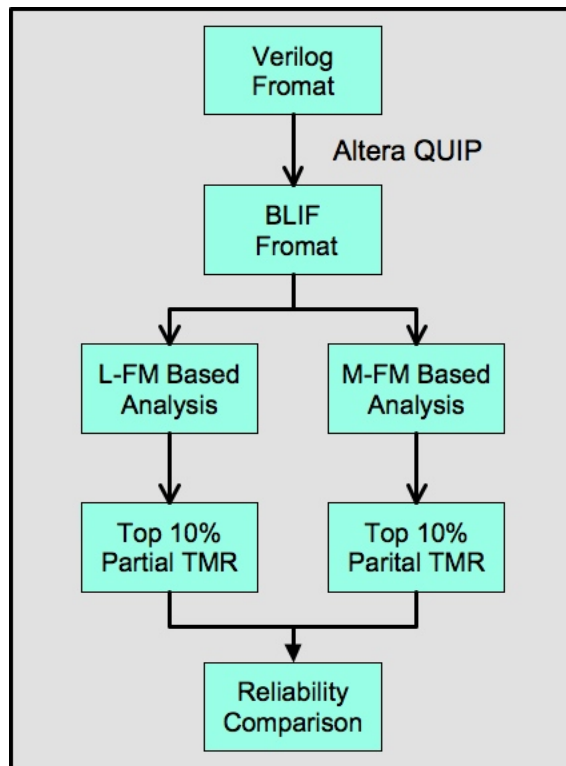 Verilog
Fromat
Altera QUIP
BLIF
Fromat
L-FM Based
Analysis
M-FM Based
Analysis
Top 10%
Partial TMR
Top 10%
Parital TMR
Reliability
Comparison